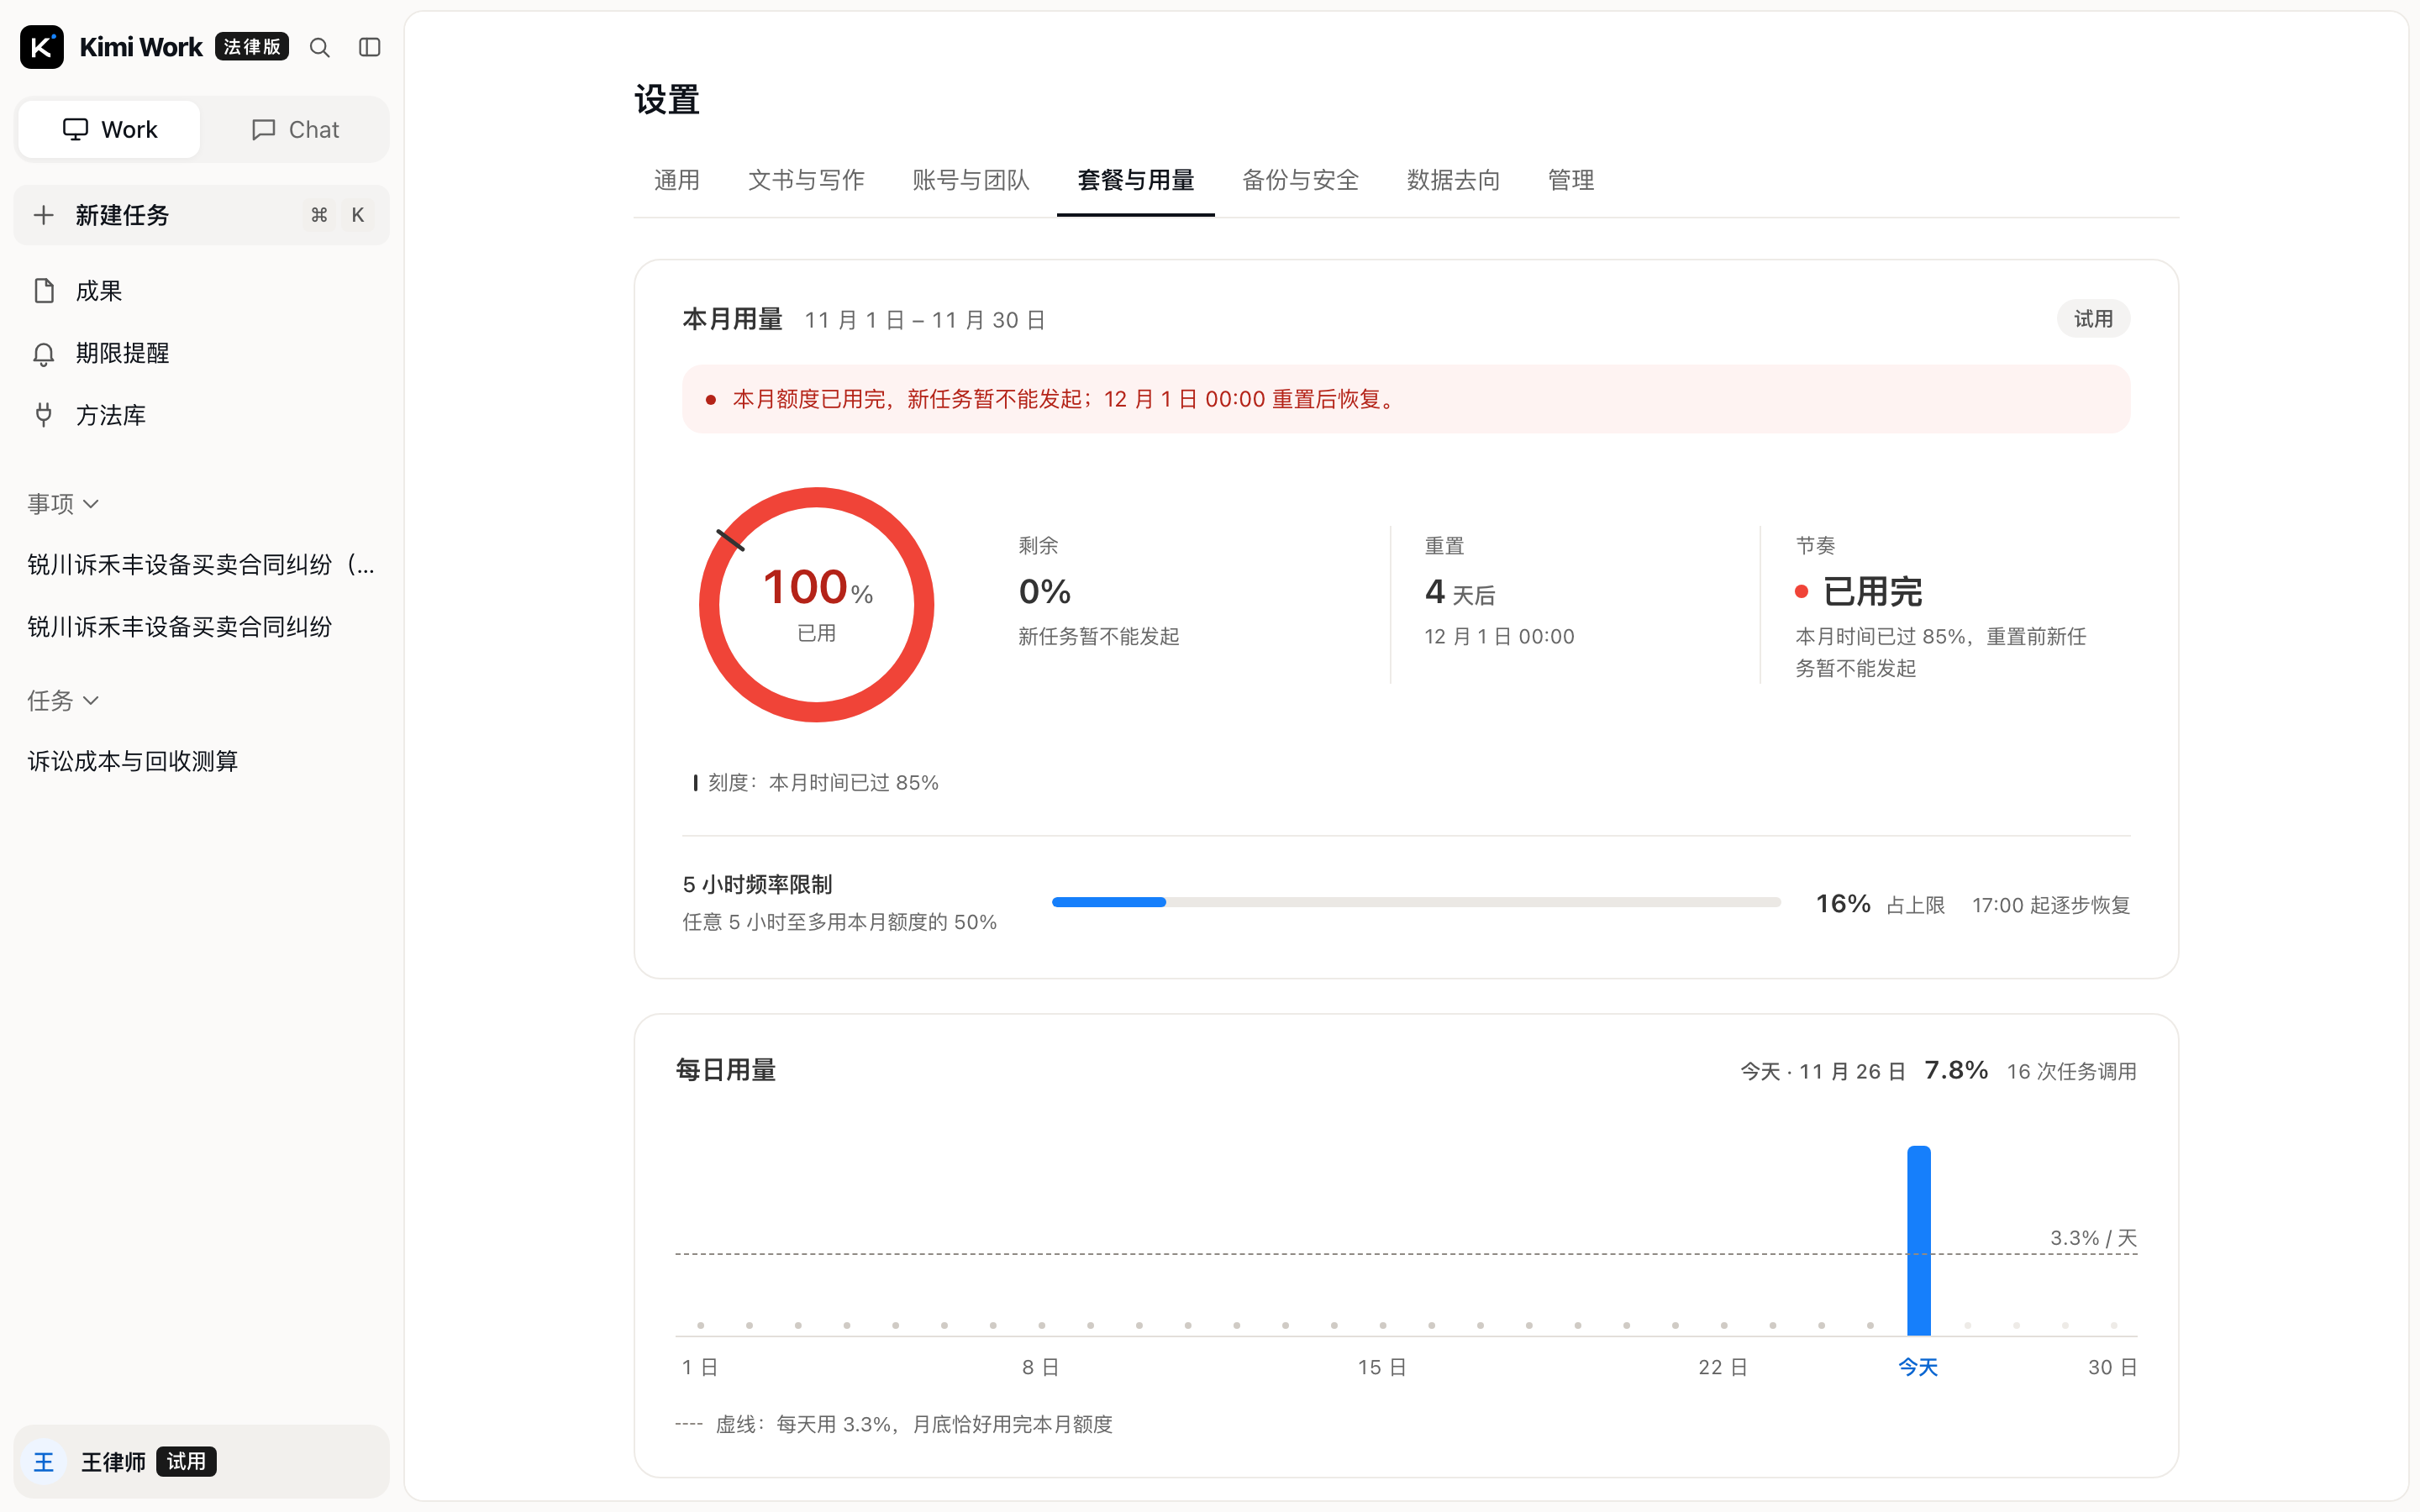 Kimi Work 法律版
Work
Chat
新建任务 ⌘ K
成果
期限提醒
方法库
事项
锐川诉禾丰设备买卖合同纠纷（...
锐川诉禾丰设备买卖合同纠纷
任务
诉讼成本与回收测算
王 王律师 试用
设置
通用 文书与写作 账号与团队 套餐与用量 备份与安全 数据去向 管理
本月用量 11 月 1 日 – 11 月 30 日 试用
本月额度已用完，新任务暂不能发起；12 月 1 日 00:00 重置后恢复。
100%
已用
剩余
0%
新任务暂不能发起
重置
4 天后
12 月 1 日 00:00
节奏
已用完
本月时间已过 85%，重置前新任
务暂不能发起
刻度：本月时间已过 85%
5 小时频率限制
任意 5 小时至多用本月额度的 50%
16% 占上限 17:00 起逐步恢复
每日用量
今天 · 11 月 26 日 7.8% 16 次任务调用
3.3% / 天
1 日 8 日 15 日 22 日 今天 30 日
虚线：每天用 3.3%，月底恰好用完本月额度